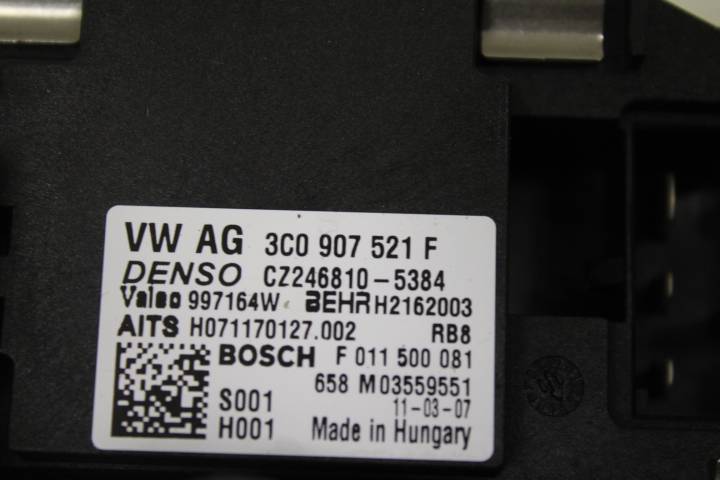 VW AG 3C0 907 521 F
DENSO CZ246810-5384
Valeo 997164W BEHR H2162003
AITS H071170127.002 RB8
BOSCH F 011 500 081
658 M03559551
S001 11-03-07
H001 Made in Hungary